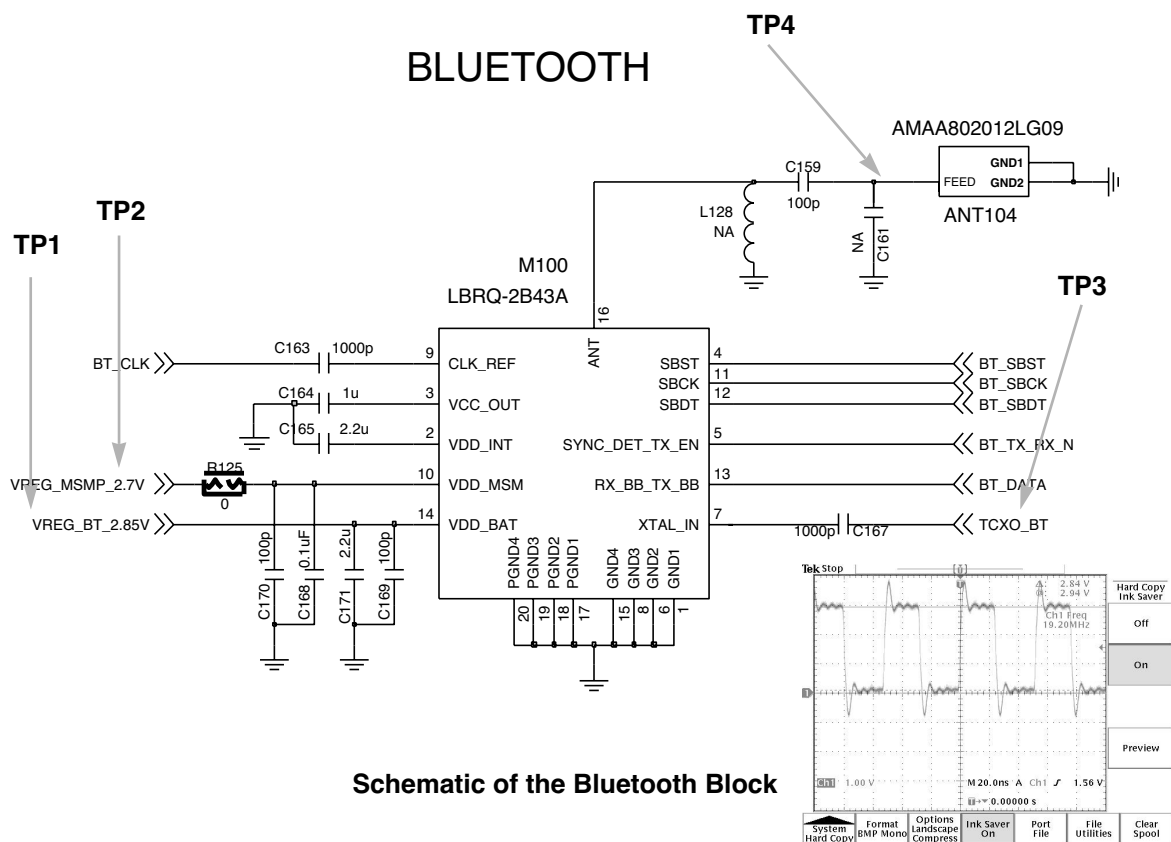 TP4
BLUETOOTH
AMAA802012LG09
C159
GND1
FEED
GND2
100p
L128
NA
ANT104
NA
C161
TP2
TP1
TP3
M100
LBRQ-2B43A
16
ANT
C163
1000p
9
CLK_REF
BT_CLK
C164
1u
3
VCC_OUT
C165
2.2u
2
VDD_INT
R125
0
VREG_MSMP_2.7V
10
VDD_MSM
VREG_BT_2.85V
14
VDD_BAT
4
SBST
BT_SBST
11
SBCK
BT_SBCK
12
SBDT
BT_SBDT
5
SYNC_DET_TX_EN
BT_TX_RX_N
13
RX_BB_TX_BB
BT_DATA
7
XTAL_IN
1000p
C167
TCXO_BT
100p
0.1uF
2.2u
100p
C170
C168
C171
C169
PGND4
PGND3
PGND2
PGND1
GND4
GND3
GND2
GND1
20
19
18
17
15
8
6
1
Tek Stop
Δ: 2.84 V
@: 2.94 V
Ch1 Freq
19.20MHz
1
Ch1 1.00 V
M 20.0ns A Ch1 1.56 V
0.00000 s
Hard Copy
Ink Saver
Off
On
Preview
System
Hard Copy
Format
BMP Mono
Options
Landscape
Compress
Ink Saver
On
Port
File
File
Utilities
Clear
Spool
Schematic of the Bluetooth Block